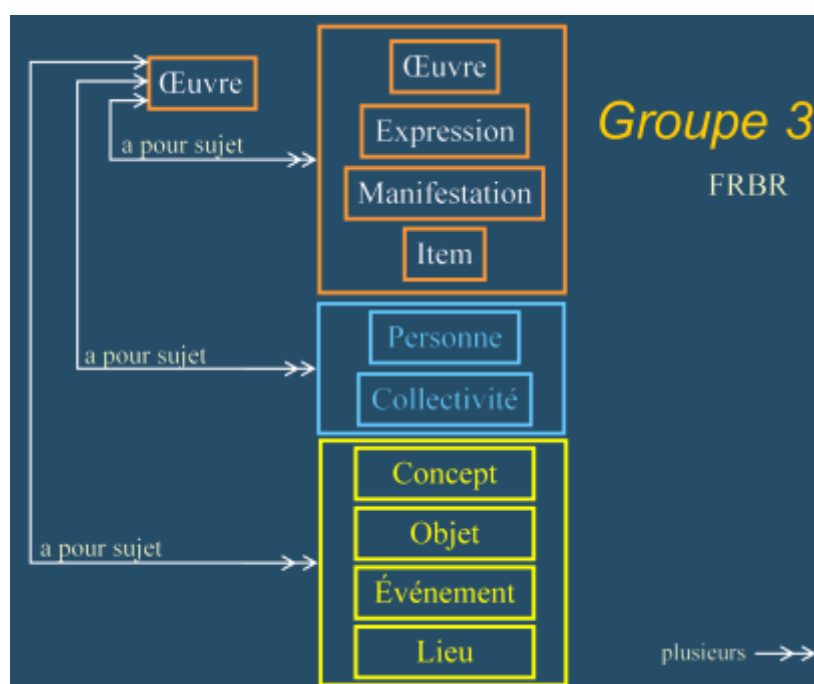 Œuvre
a pour sujet
a pour sujet
a pour sujet
Œuvre
Expression
Manifestation
Item
Personne
Collectivité
Concept
Objet
Événement
Lieu
Groupe 3
FRBR
plusieurs